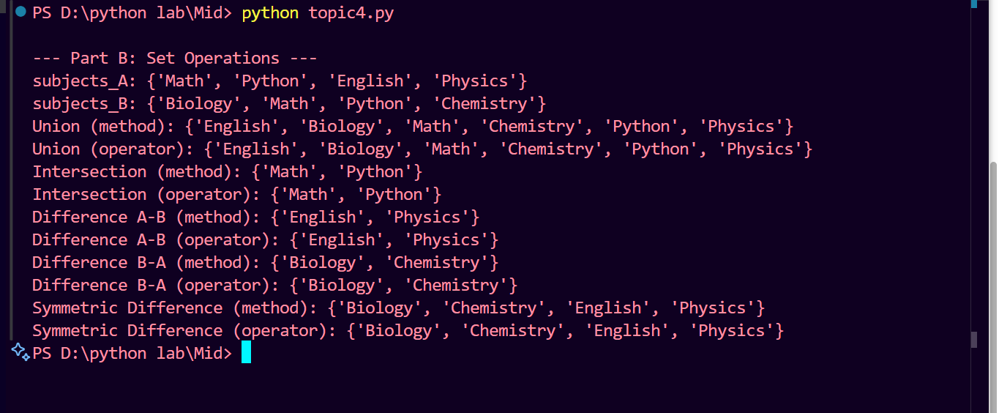 PS D:\python lab\Mid> python topic4.py
--- Part B: Set Operations ---
subjects_A: {'Math', 'Python', 'English', 'Physics'}
subjects_B: {'Biology', 'Math', 'Python', 'Chemistry'}
Union (method): {'English', 'Biology', 'Math', 'Chemistry', 'Python', 'Physics'}
Union (operator): {'English', 'Biology', 'Math', 'Chemistry', 'Python', 'Physics'}
Intersection (method): {'Math', 'Python'}
Intersection (operator): {'Math', 'Python'}
Difference A-B (method): {'English', 'Physics'}
Difference A-B (operator): {'English', 'Physics'}
Difference B-A (method): {'Biology', 'Chemistry'}
Difference B-A (operator): {'Biology', 'Chemistry'}
Symmetric Difference (method): {'Biology', 'Chemistry', 'English', 'Physics'}
Symmetric Difference (operator): {'Biology', 'Chemistry', 'English', 'Physics'}
PS D:\python lab\Mid>